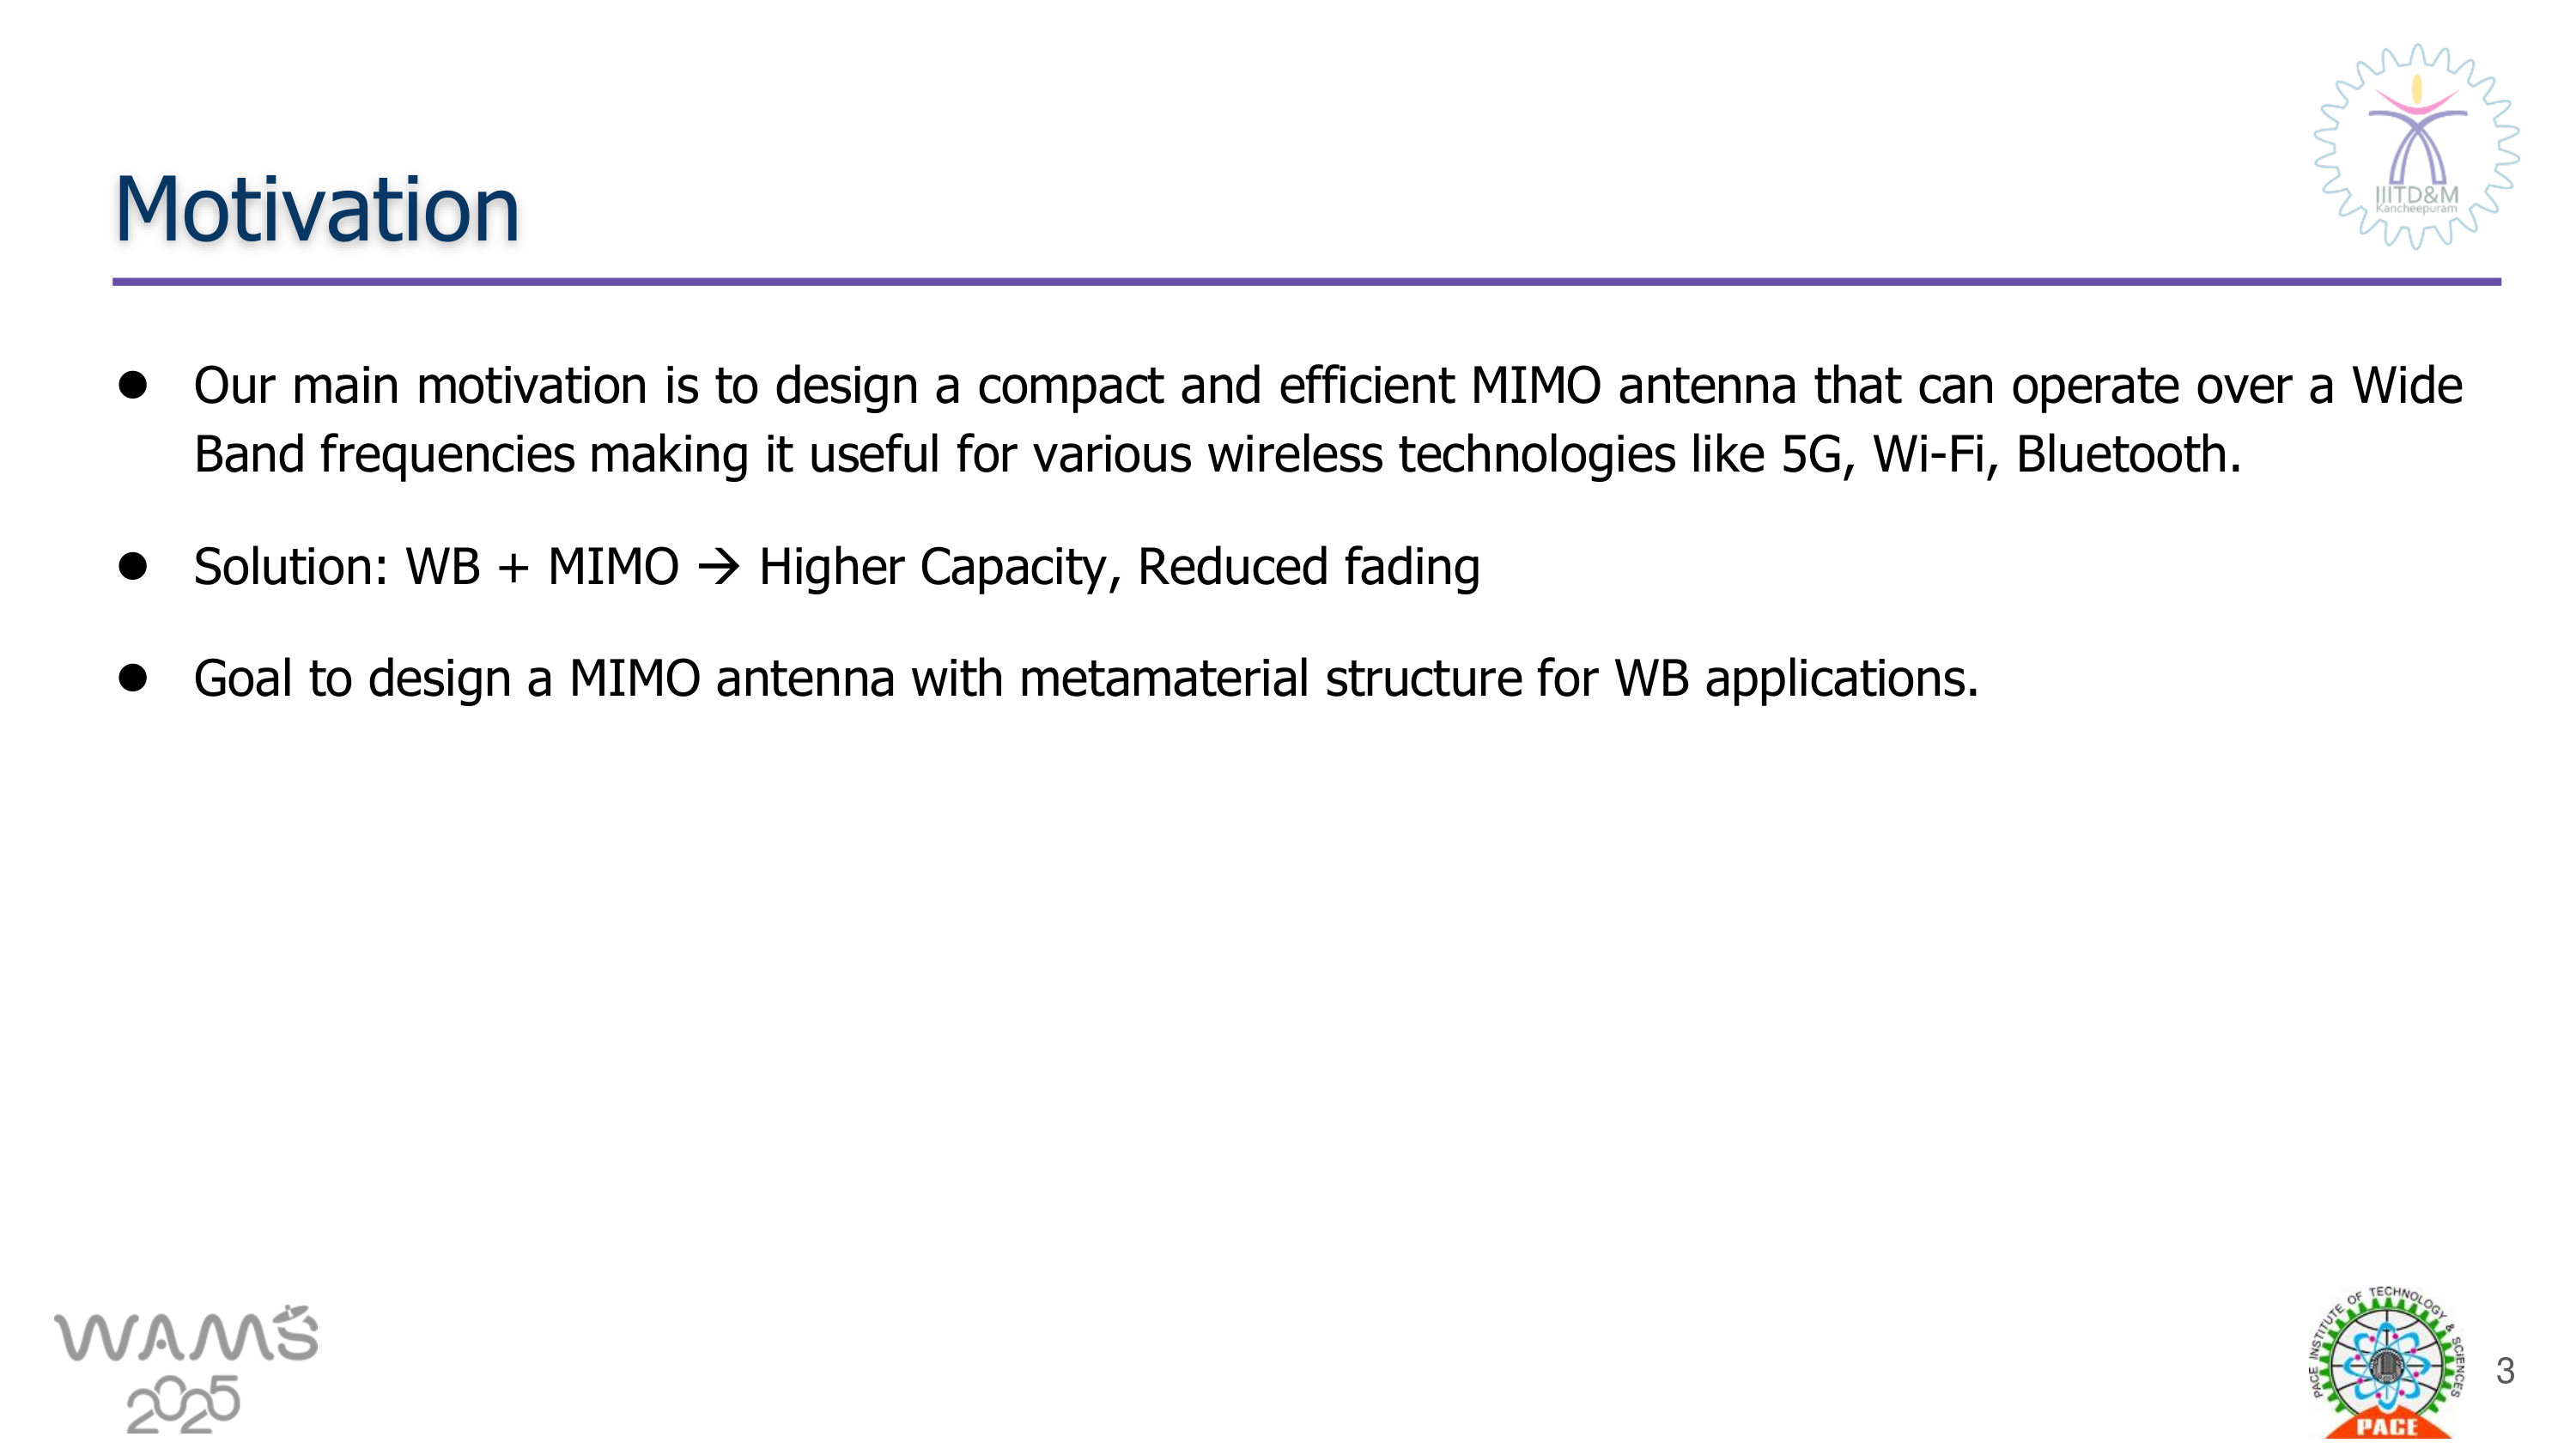 IIITD&M
Kancheepuram
Motivation
● Our main motivation is to design a compact and efficient MIMO antenna that can operate over a Wide
Band frequencies making it useful for various wireless technologies like 5G, Wi-Fi, Bluetooth.
● Solution: WB + MIMO → Higher Capacity, Reduced fading
● Goal to design a MIMO antenna with metamaterial structure for WB applications.
WAMS
2025
PACE INSTITUTE OF TECHNOLOGY & SCIENCES
PACE
3